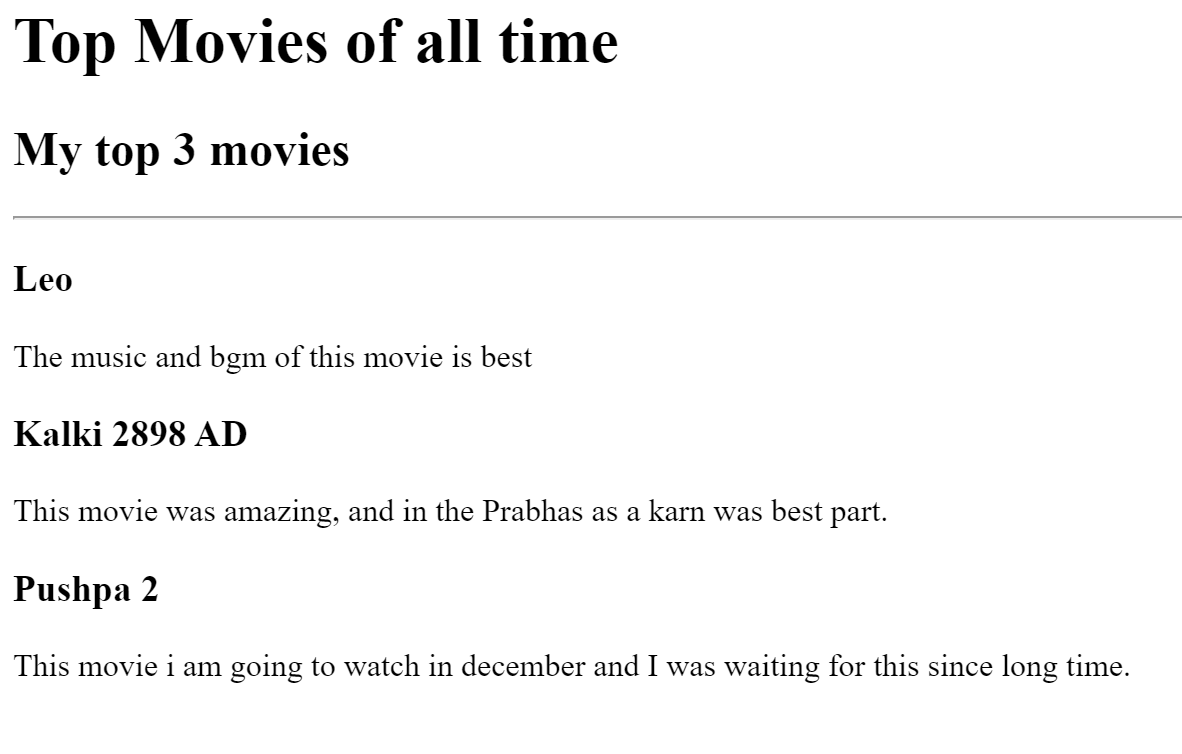 Top Movies of all time
My top 3 movies
Leo
The music and bgm of this movie is best
Kalki 2898 AD
This movie was amazing, and in the Prabhas as a karn was best part.
Pushpa 2
This movie i am going to watch in december and I was waiting for this since long time.